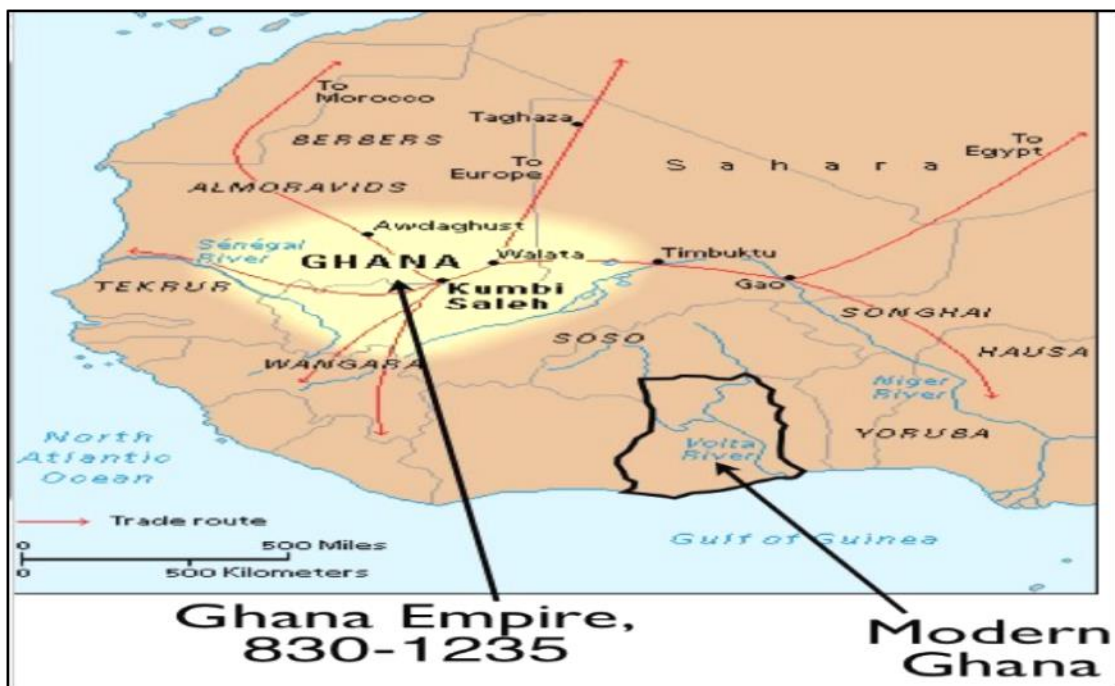 To
Morocco
Taghaza
BERBERS
To
Europe
Sahara
To
Egypt
ALMORAVIDS
Awdaghust
Sénégal
River
GHANA
Walata
Timbuktu
TEKRUR
Kumbi
Saleh
Gao
SONGHAI
SOSO
HAUSA
WANGARA
Niger
River
North
Atlantic
Ocean
Volta
River
YORUBA
Trade route
0 500 Miles
0 500 Kilometers
Gulf of Guinea
Ghana Empire,
830-1235
Modern
Ghana